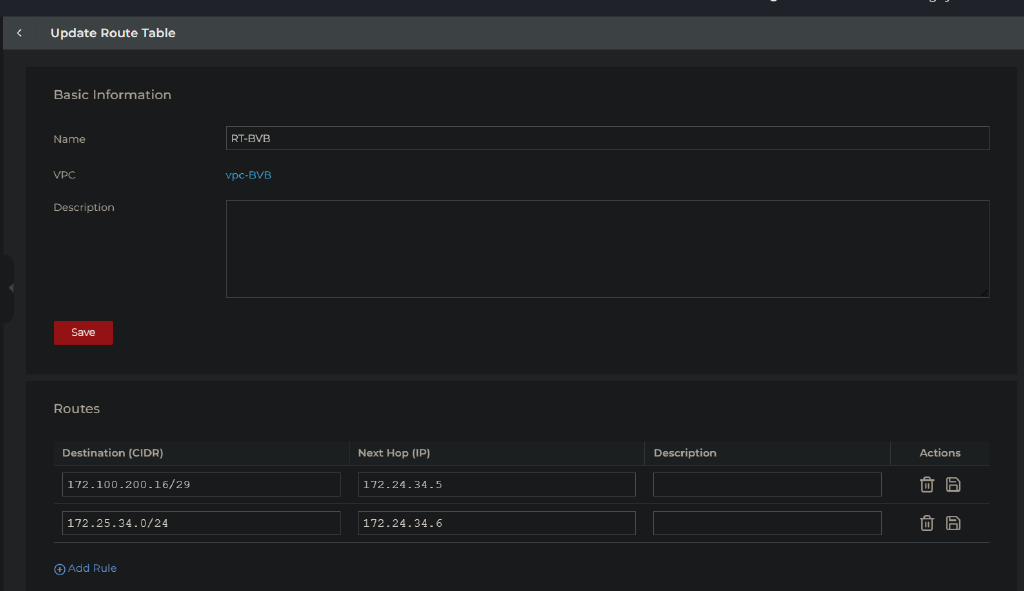 Update Route Table
Basic Information
Name RT-BVB
VPC vpc-BVB
Description
Save
Routes
Destination (CIDR) Next Hop (IP) Description Actions
172.100.200.16/29 172.24.34.5
172.25.34.0/24 172.24.34.6
Add Rule